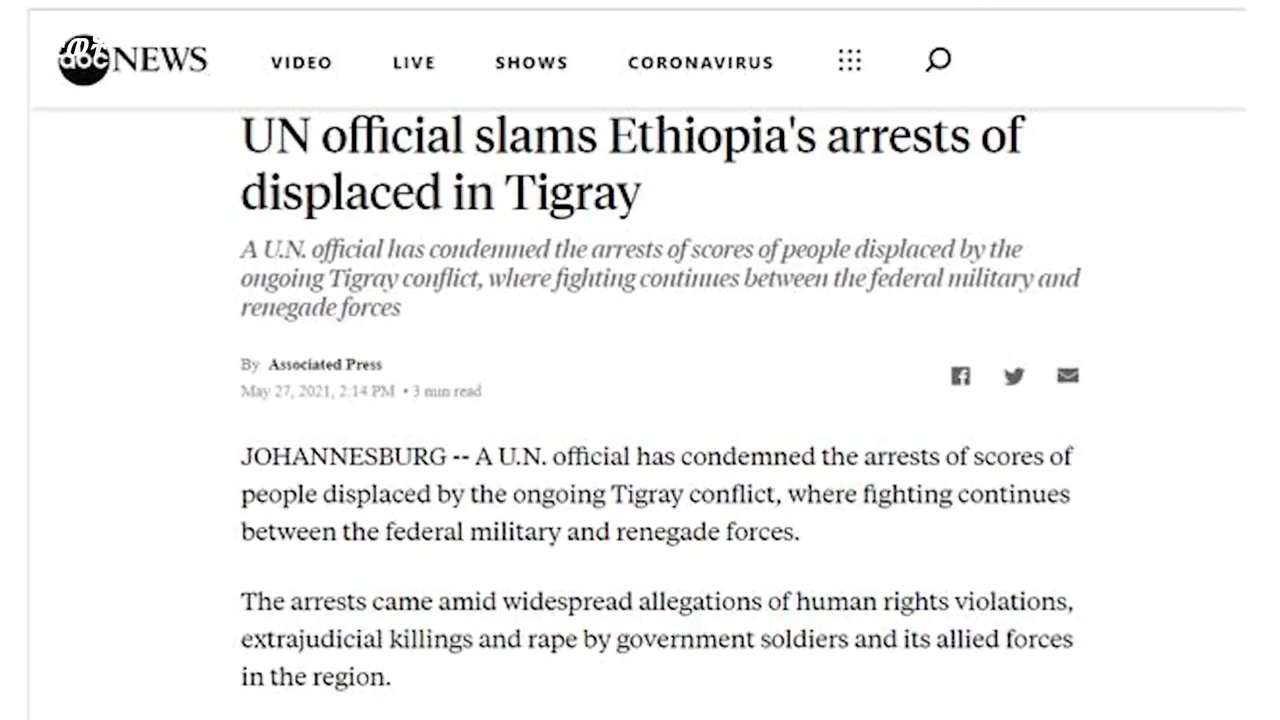 abc NEWS VIDEO LIVE SHOWS CORONAVIRUS
UN official slams Ethiopia's arrests of
displaced in Tigray
A U.N. official has condemned the arrests of scores of people displaced by the
ongoing Tigray conflict, where fighting continues between the federal military and
renegade forces
By Associated Press
May 27, 2021, 2:14 PM • 3 min read
JOHANNESBURG -- A U.N. official has condemned the arrests of scores of
people displaced by the ongoing Tigray conflict, where fighting continues
between the federal military and renegade forces.
The arrests came amid widespread allegations of human rights violations,
extrajudicial killings and rape by government soldiers and its allied forces
in the region.